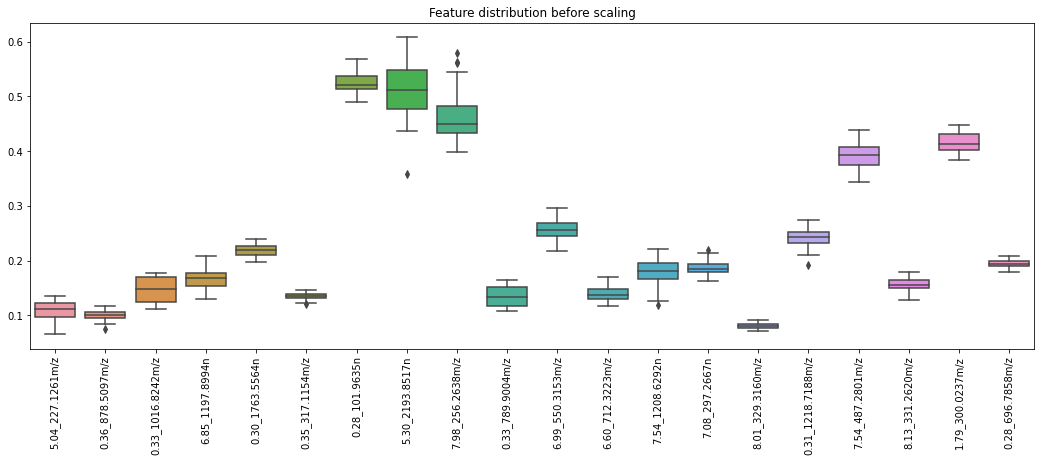 Feature distribution before scaling
0.6
0.5
0.4
0.3
0.2
0.1
5.04_227.1261m/z
0.36_878.5097m/z
0.33_1016.8242m/z
6.85_1197.8994n
0.30_1763.5564n
0.35_317.1154m/z
0.28_101.9635n
5.30_2193.8517n
7.98_256.2638m/z
0.33_789.9004m/z
6.99_550.3153m/z
6.60_712.3223m/z
7.54_1208.6292n
7.08_297.2667n
8.01_329.3160m/z
0.31_1218.7188m/z
7.54_487.2801m/z
8.13_331.2620m/z
1.79_300.0237m/z
0.28_696.7858m/z